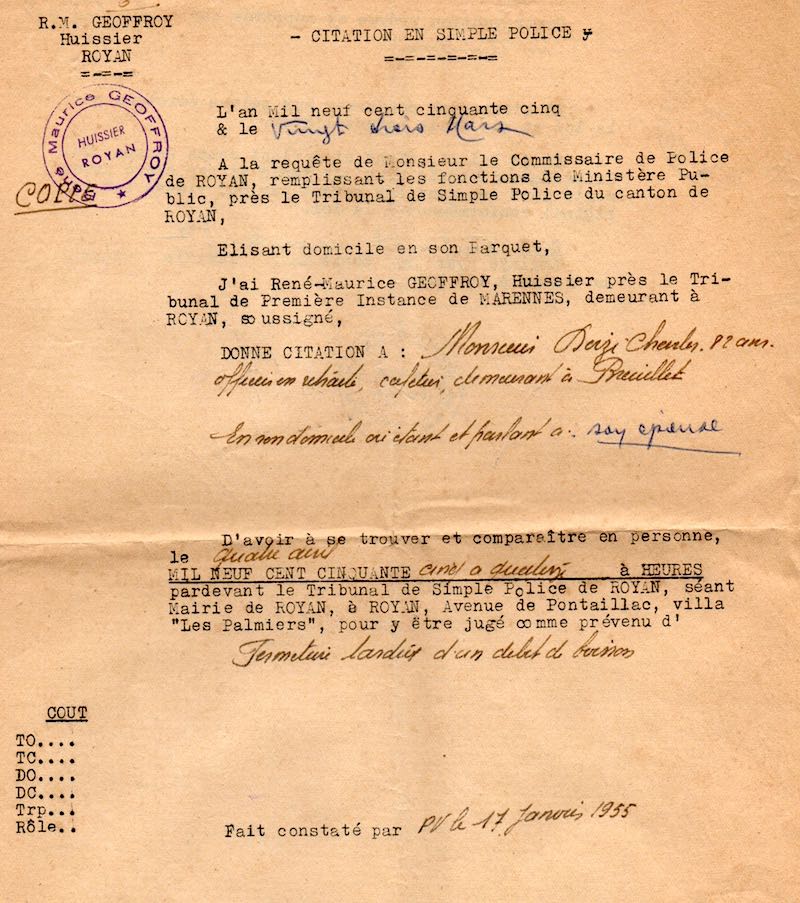 R.M. GEOFFROY
Huissier
ROYAN
- CITATION EN SIMPLE POLICE
Maurice GEOFFROY
HUISSIER
ROYAN
COPIE
L'an Mil neuf cent cinquante cinq
& le Vingt trois Mars
A la requête de Monsieur le Commissaire de Police
de ROYAN, remplissant les fonctions de Ministère Pu-
blic, près le Tribunal de Simple Police du canton de
ROYAN,
Elisant domicile en son Parquet,
J'ai René-Maurice GEOFFROY, Huissier près le Tri-
bunal de Première Instance de MARENNES, demeurant à
ROYAN, soussigné,
DONNE CITATION A : Monsieur Charles. ans.
officier en retraite, cafetier, demeurant à Breuillet
En son domicile où étant et parlant à : son épouse
D'avoir à se trouver et comparaître en personne,
le quatre avril
MIL NEUF CENT CINQUANTE cinq à quatorze à HEURES
pardevant le Tribunal de Simple Police de ROYAN, séant
Mairie de ROYAN, à ROYAN, Avenue de Pontaillac, villa
"Les Palmiers", pour y être jugé comme prévenu d'
Fermeture tardive d'un debit de boisson
COUT
TO....
TC....
DO....
DC....
Trp...
Rôle..
Fait constaté par PV le 17 Janvier 1955